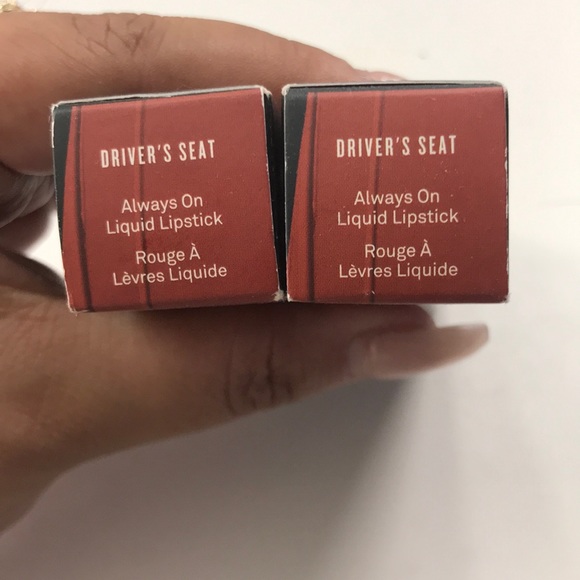 DRIVER'S SEAT
Always On
Liquid Lipstick
Rouge À
Lèvres Liquide
DRIVER'S SEAT
Always On
Liquid Lipstick
Rouge À
Lèvres Liquide